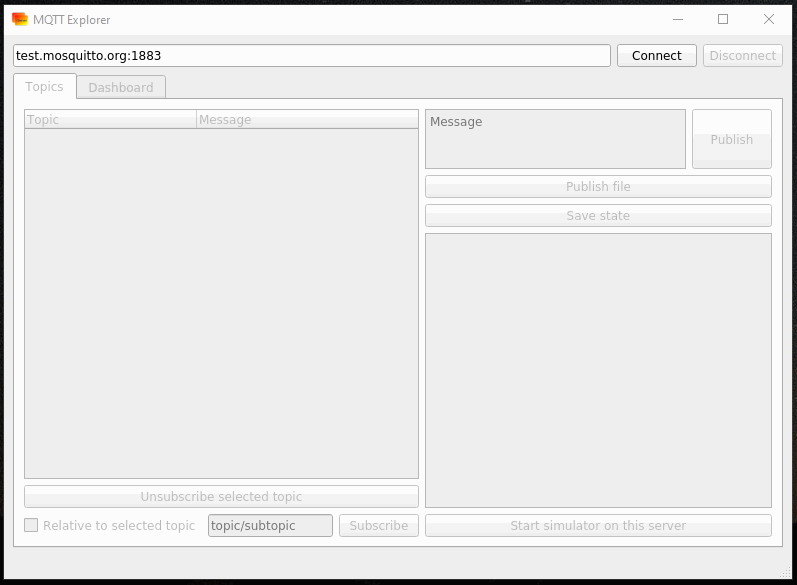 MQTT Explorer
test.mosquitto.org:1883 Connect Disconnect
Topics Dashboard
Topic Message
Message
Publish
Publish file
Save state
Unsubscribe selected topic
Relative to selected topic topic/subtopic Subscribe
Start simulator on this server